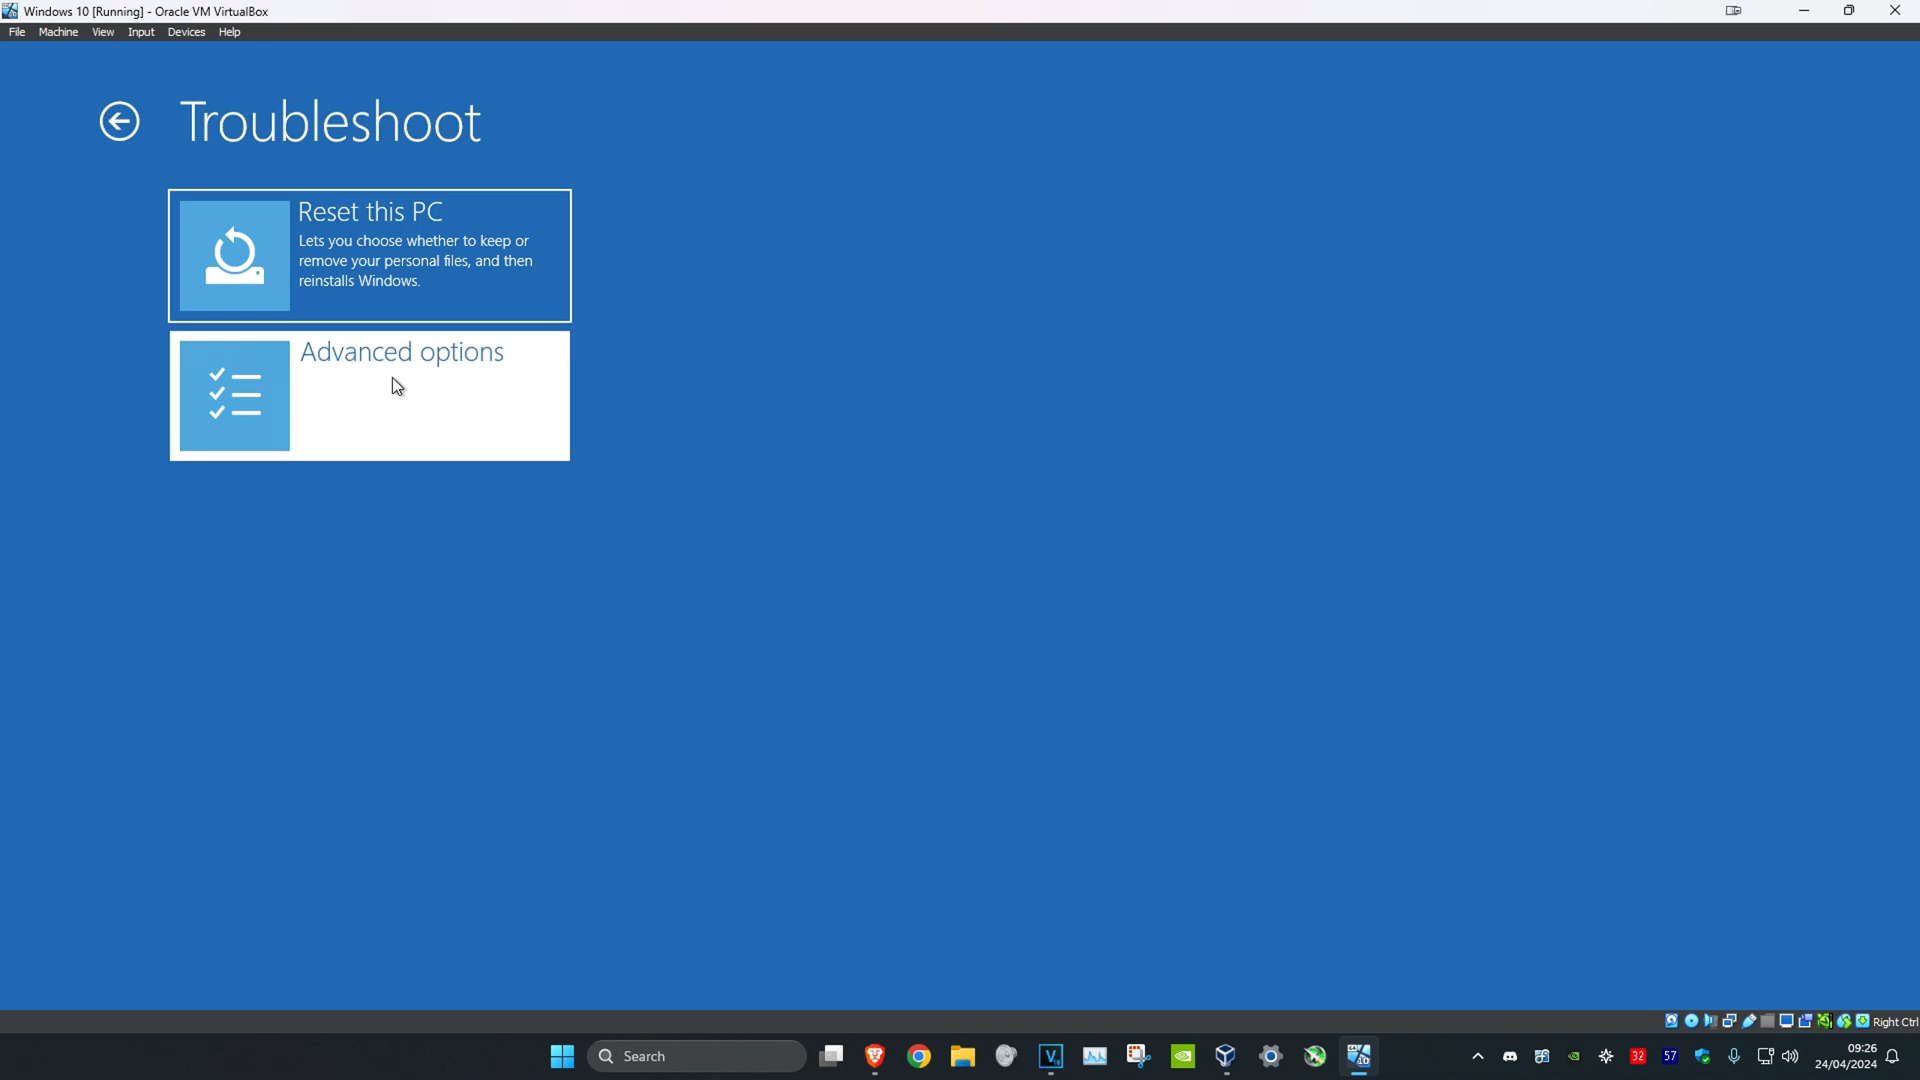 Windows 10 [Running] - Oracle VM VirtualBox
File Machine View Input Devices Help
Troubleshoot
Reset this PC
Lets you choose whether to keep or
remove your personal files, and then
reinstalls Windows.
Advanced options
Right Ctrl
Search
32
57
09:26
24/04/2024